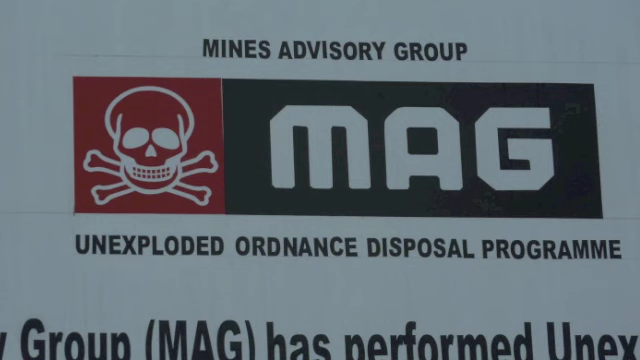 MINES ADVISORY GROUP
MAG
UNEXPLODED ORDNANCE DISPOSAL PROGRAMME
Group (MAG) has performed